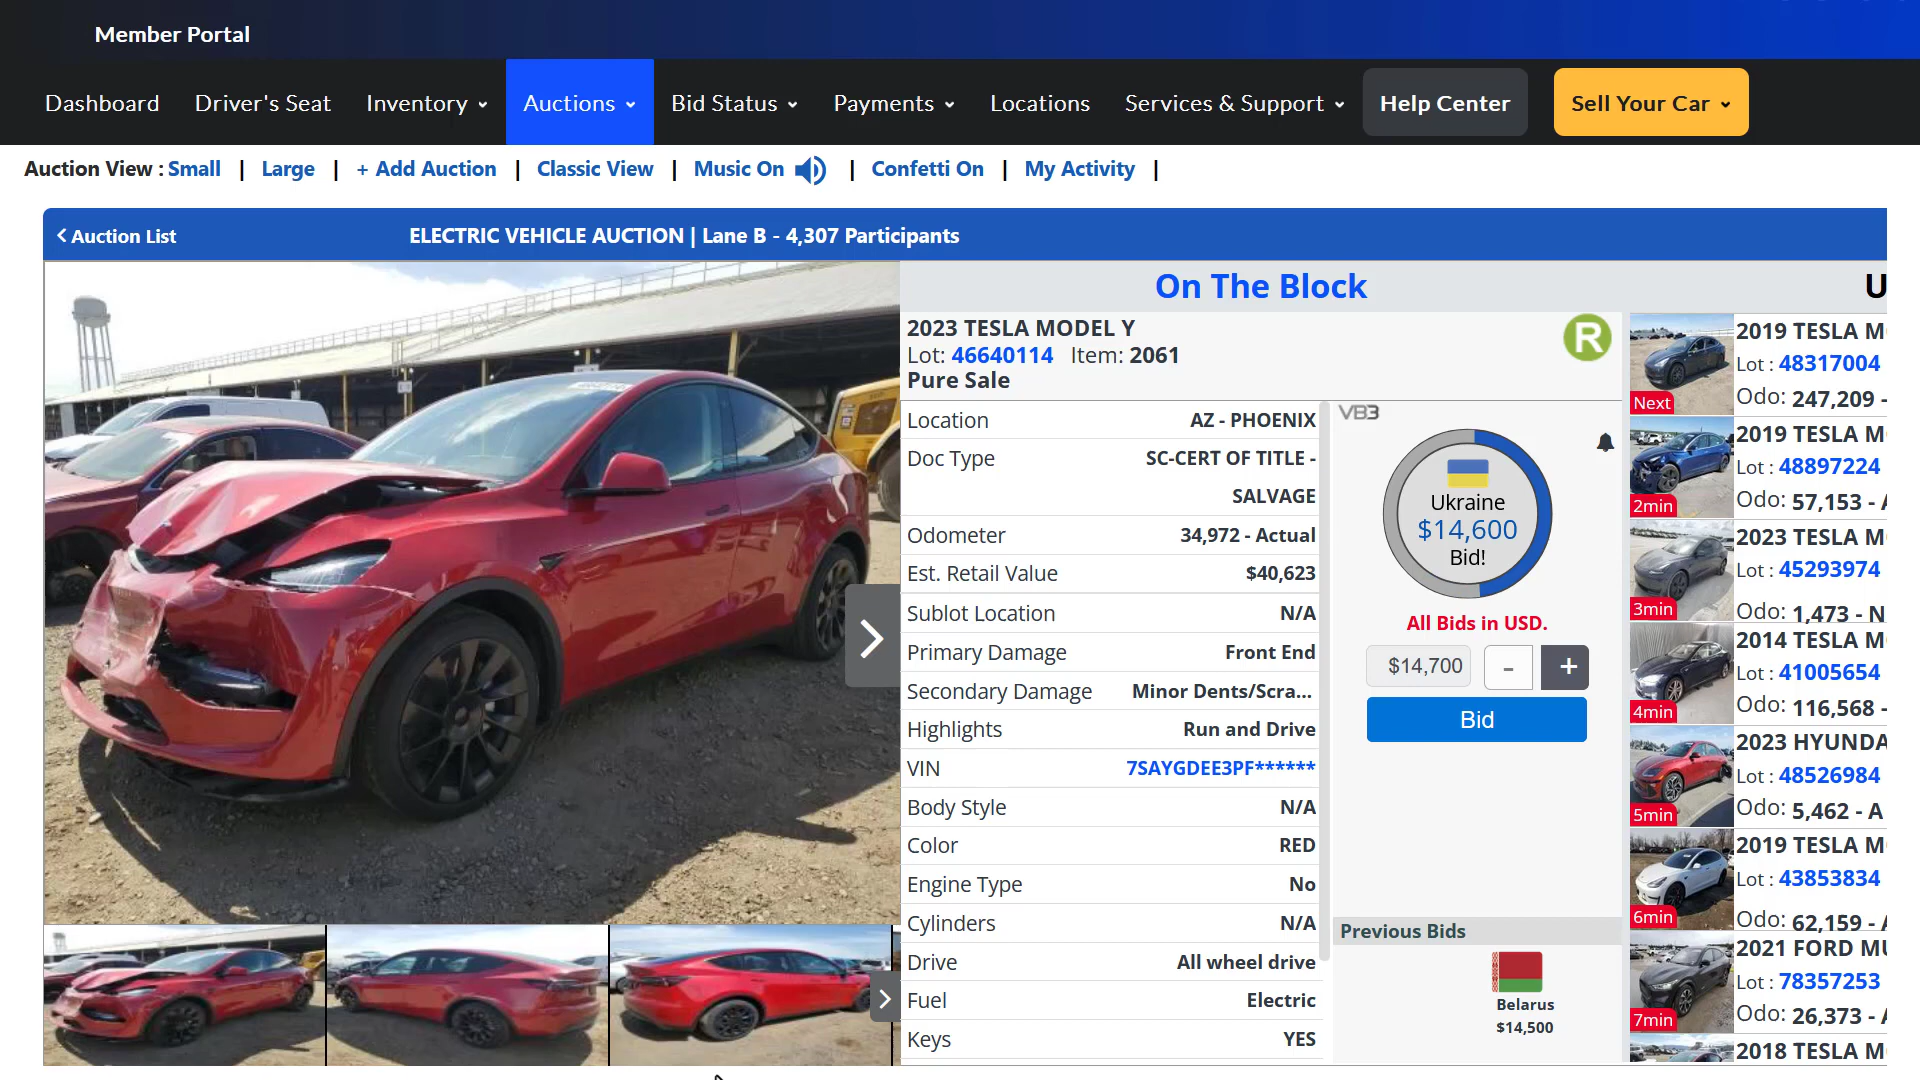 Member Portal
Dashboard Driver's Seat Inventory Auctions Bid Status Payments Locations Services & Support Help Center Sell Your Car
Auction View : Small | Large | + Add Auction | Classic View | Music On | Confetti On | My Activity |
Auction List ELECTRIC VEHICLE AUCTION | Lane B - 4,307 Participants
On The Block
U
2023 TESLA MODEL Y
Lot: 46640114 Item: 2061
Pure Sale
R
Location AZ - PHOENIX
Doc Type SC-CERT OF TITLE -
SALVAGE
Odometer 34,972 - Actual
Est. Retail Value $40,623
Sublot Location N/A
Primary Damage Front End
Secondary Damage Minor Dents/Scra...
Highlights Run and Drive
VIN 7SAYGDEE3PF******
Body Style N/A
Color RED
Engine Type No
Cylinders N/A
Drive All wheel drive
Fuel Electric
Keys YES
VB3
Ukraine
$14,600
Bid!
All Bids in USD.
$14,700 - +
Bid
Previous Bids
Belarus
$14,500
2019 TESLA M
Lot : 48317004
Next
Odo: 247,209 -
2019 TESLA M
Lot : 48897224
2min
Odo: 57,153 - A
2023 TESLA M
Lot : 45293974
3min
Odo: 1,473 - N
2014 TESLA M
Lot : 41005654
4min
Odo: 116,568 -
2023 HYUNDA
Lot : 48526984
5min
Odo: 5,462 - A
2019 TESLA M
Lot : 43853834
6min
Odo: 62,159 - A
2021 FORD MU
Lot : 78357253
7min
Odo: 26,373 - A
2018 TESLA M